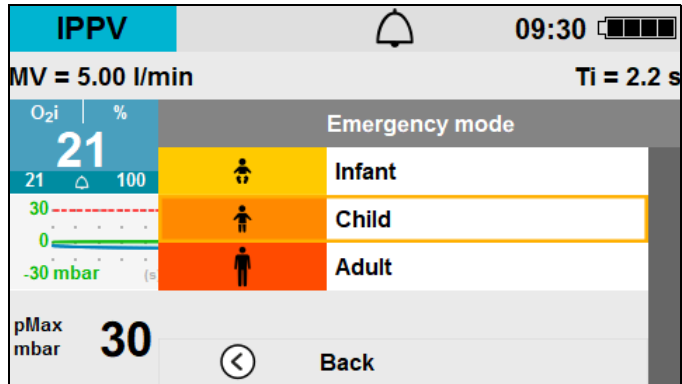 IPPV 09:30
MV = 5.00 l/min Ti = 2.2 s
O₂i %
21
21 100
Emergency mode
Infant
Child
Adult
30
0
-30 mbar (s
pMax
mbar 30
Back